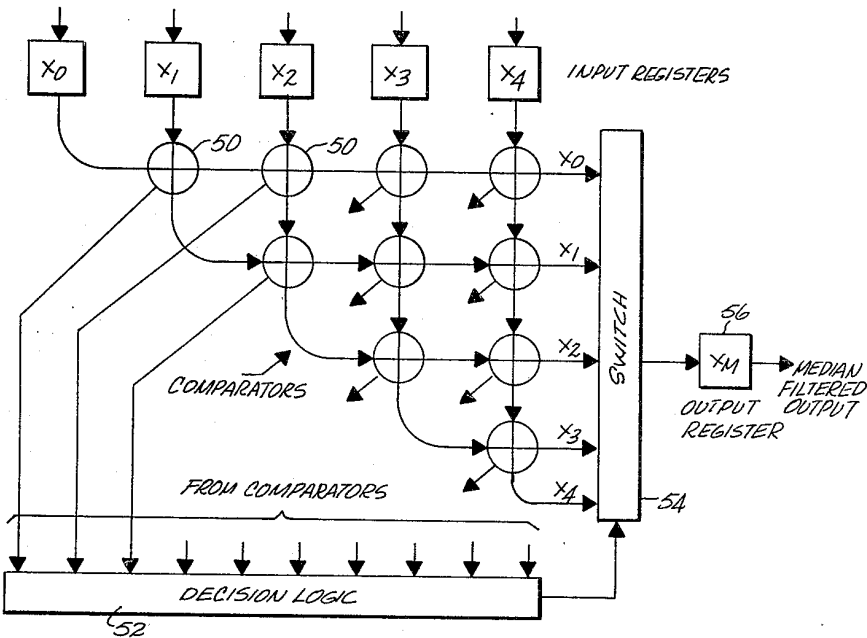 X0 X1 X2 X3 X4 INPUT REGISTERS
50 50
X0
X1
SWITCH
56
X2 XM MEDIAN
FILTERED
OUTPUT
COMPARATORS
OUTPUT
REGISTER
X3
FROM COMPARATORS
X4 54
DECISION LOGIC
52